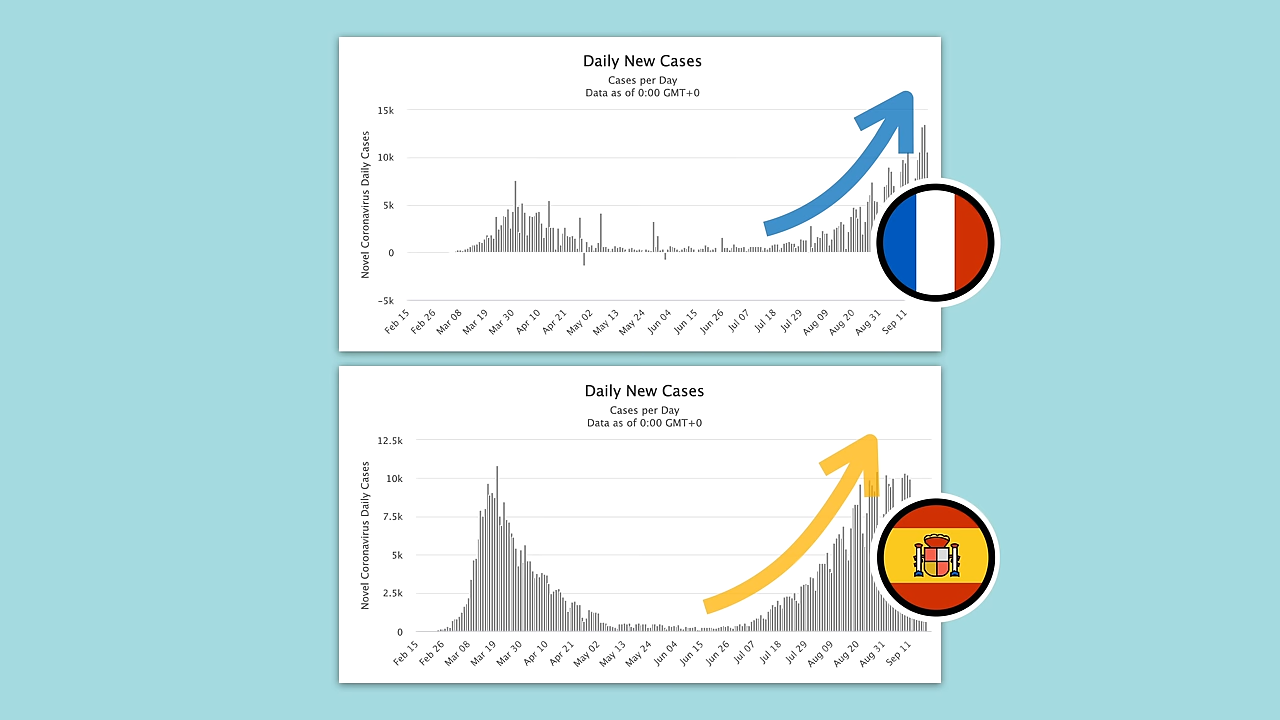 Daily New Cases
Cases per Day
Data as of 0:00 GMT+0
Novel Coronavirus Daily Cases
15k
10k
5k
0
-5k
Feb 15
Feb 26
Mar 08
Mar 19
Mar 30
Apr 10
Apr 21
May 02
May 13
May 24
Jun 04
Jun 15
Jun 26
Jul 07
Jul 18
Jul 29
Aug 09
Aug 20
Aug 31
Sep 11
Daily New Cases
Cases per Day
Data as of 0:00 GMT+0
Novel Coronavirus Daily Cases
12.5k
10k
7.5k
5k
2.5k
0
Feb 15
Feb 26
Mar 08
Mar 19
Mar 30
Apr 10
Apr 21
May 02
May 13
May 24
Jun 04
Jun 15
Jun 26
Jul 07
Jul 18
Jul 29
Aug 09
Aug 20
Aug 31
Sep 11